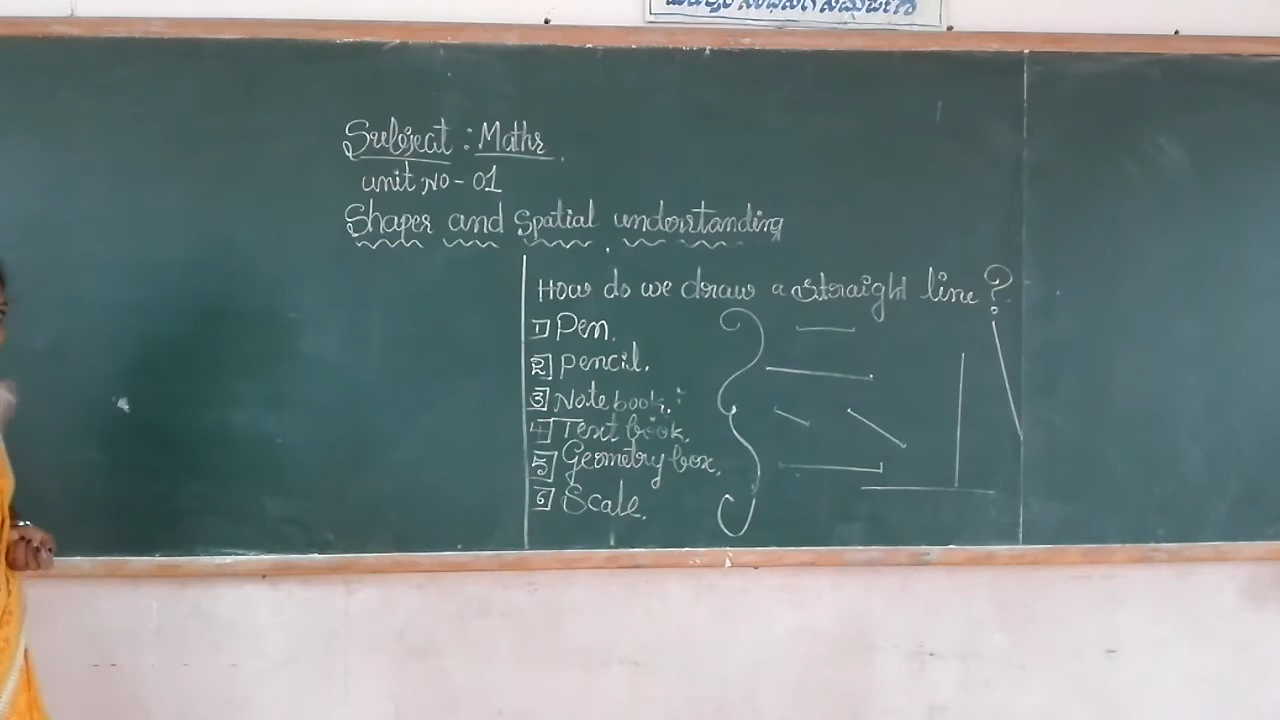 Subject : Maths
unit No - 01
Shapes and Spatial understanding
How do we draw a straight line ?
1] Pen.
2] Pencil.
3] Note book.
4] Text book.
5] Geometry box.
6] Scale.